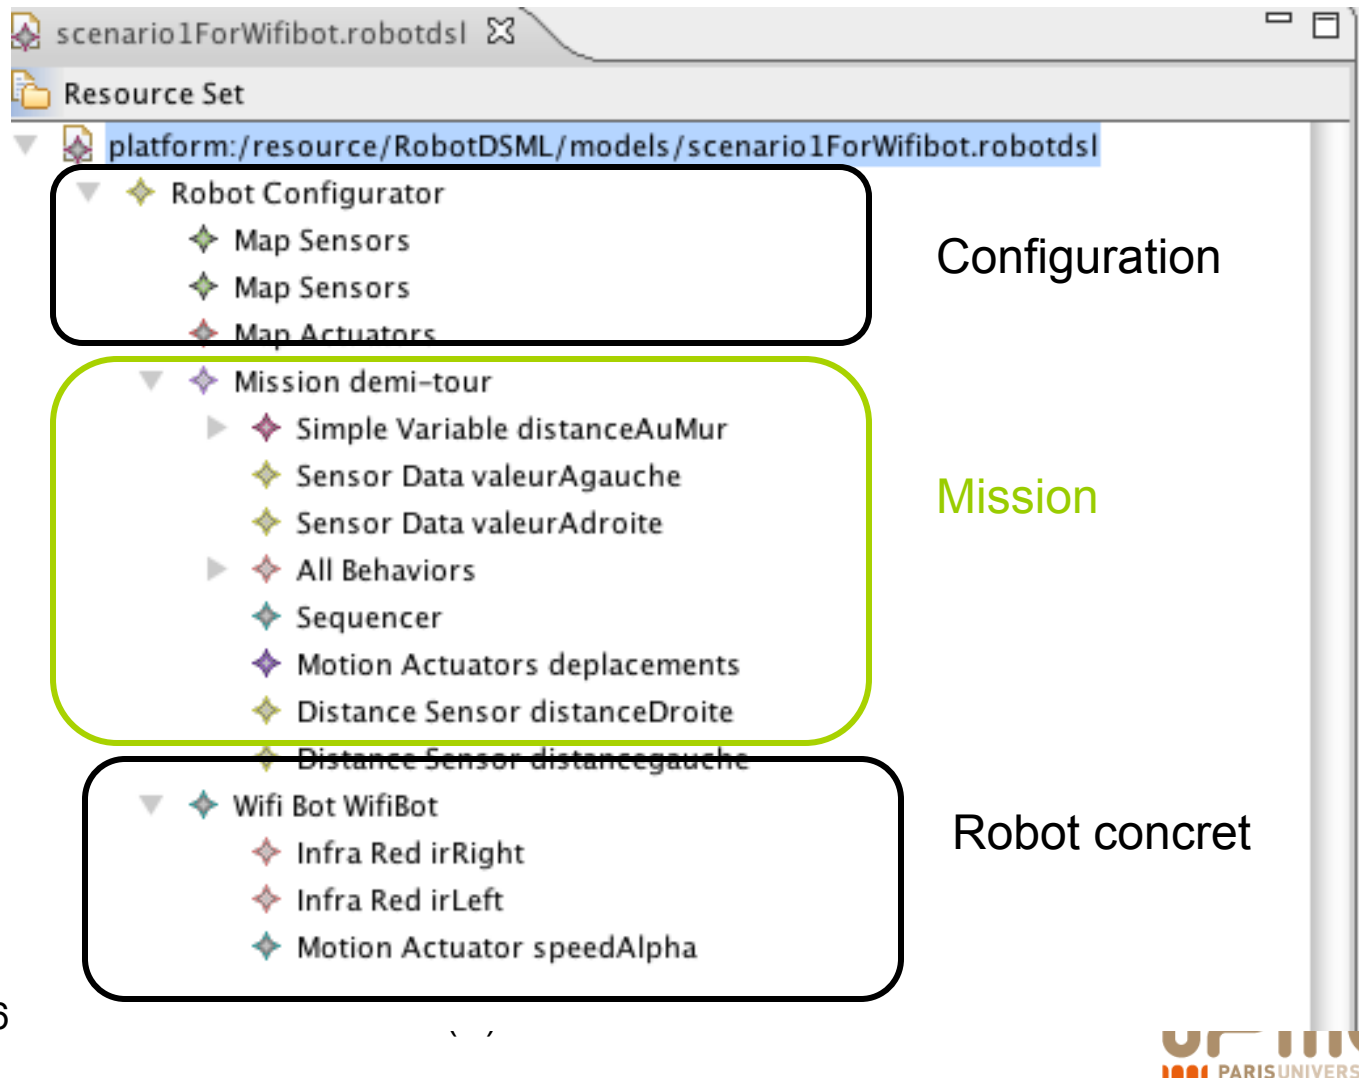 scenario1ForWifibot.robotdsl
Resource Set
platform:/resource/RobotDSML/models/scenario1ForWifibot.robotdsl
Robot Configurator
Map Sensors
Map Sensors
Map Actuators
Configuration
Mission demi-tour
Simple Variable distanceAuMur
Sensor Data valeurAgauche
Sensor Data valeurAdroite
All Behaviors
Sequencer
Motion Actuators deplacements
Distance Sensor distanceDroite
Distance Sensor distancegauche
Mission
Wifi Bot WifiBot
Infra Red irRight
Infra Red irLeft
Motion Actuator speedAlpha
Robot concret
6
PARISUNIVERS